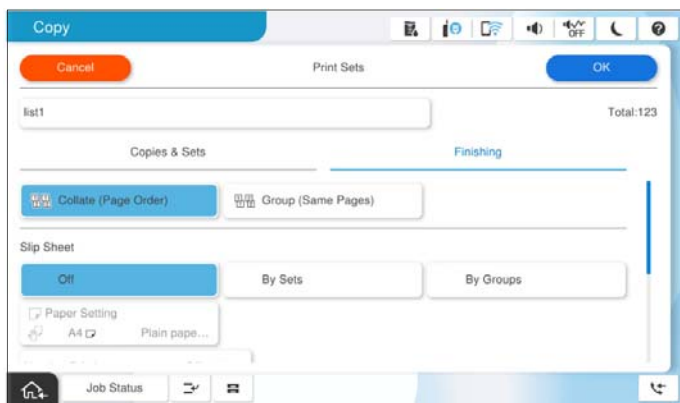 Copy
OFF
Cancel
Print Sets
OK
list1
Total:123
Copies & Sets
Finishing
Collate (Page Order)
Group (Same Pages)
Slip Sheet
Off
By Sets
By Groups
Paper Setting
A4
Plain pape...
Job Status